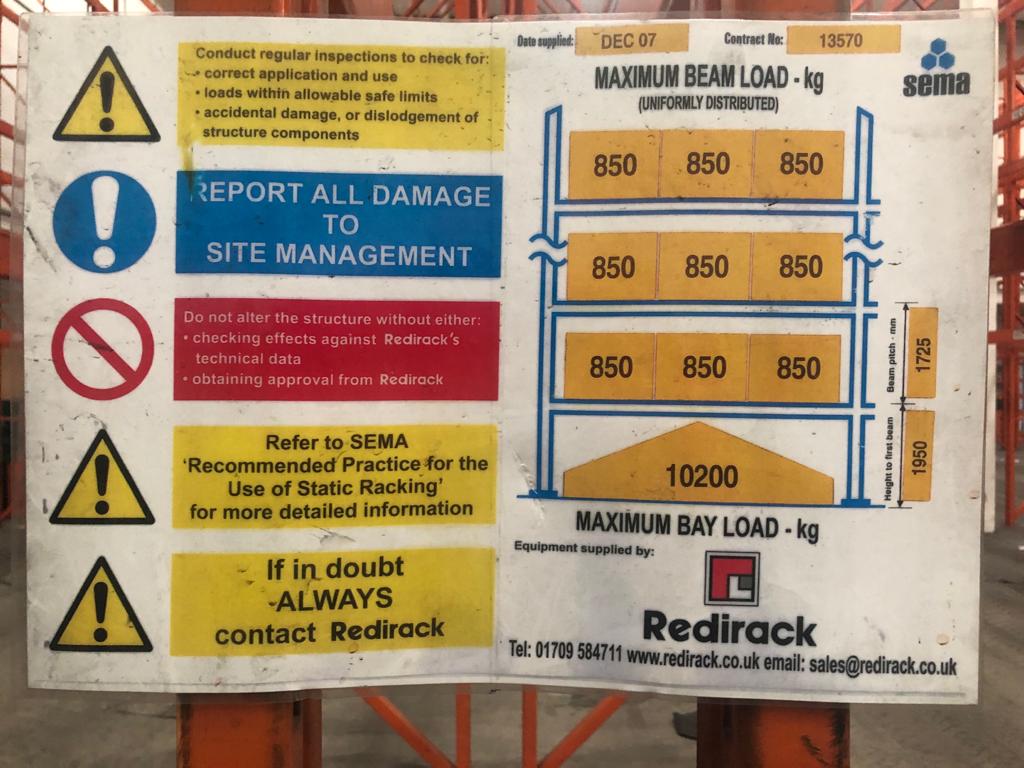 Conduct regular inspections to check for:
• correct application and use
• loads within allowable safe limits
• accidental damage, or dislodgement of
structure components
REPORT ALL DAMAGE
TO
SITE MANAGEMENT
Do not alter the structure without either:
• checking effects against Redirack's
technical data
• obtaining approval from Redirack
Refer to SEMA
'Recommended Practice for the
Use of Static Racking'
for more detailed information
If in doubt
ALWAYS
contact Redirack
Date supplied: DEC 07 Contract No: 13570
sema
MAXIMUM BEAM LOAD - kg
(UNIFORMLY DISTRIBUTED)
850 850 850
850 850 850
850 850 850
Beam pitch - mm
1725
10200
Height to first beam
1950
MAXIMUM BAY LOAD - kg
Equipment supplied by:
Redirack
Tel: 01709 584711 www.redirack.co.uk email: sales@redirack.co.uk